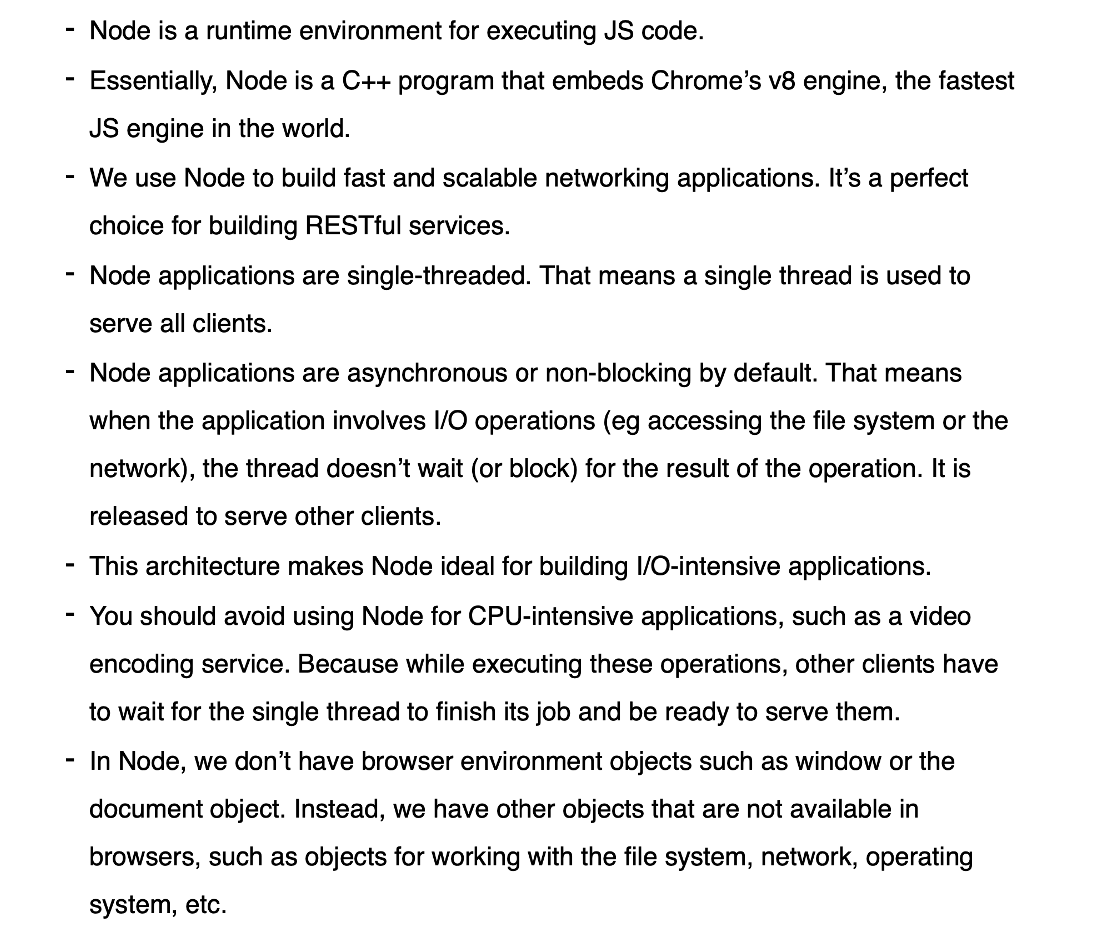 - Node is a runtime environment for executing JS code.
- Essentially, Node is a C++ program that embeds Chrome’s v8 engine, the fastest
JS engine in the world.
- We use Node to build fast and scalable networking applications. It’s a perfect
choice for building RESTful services.
- Node applications are single-threaded. That means a single thread is used to
serve all clients.
- Node applications are asynchronous or non-blocking by default. That means
when the application involves I/O operations (eg accessing the file system or the
network), the thread doesn’t wait (or block) for the result of the operation. It is
released to serve other clients.
- This architecture makes Node ideal for building I/O-intensive applications.
- You should avoid using Node for CPU-intensive applications, such as a video
encoding service. Because while executing these operations, other clients have
to wait for the single thread to finish its job and be ready to serve them.
- In Node, we don’t have browser environment objects such as window or the
document object. Instead, we have other objects that are not available in
browsers, such as objects for working with the file system, network, operating
system, etc.